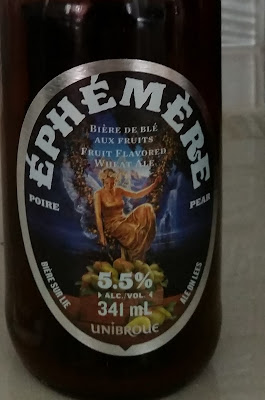 ÉPHÉMÈRE
BIÈRE DE BLÉ
AUX FRUITS
FRUIT FLAVORED
WHEAT ALE
POIRE
PEAR
5.5%
ALC./VOL.
341 mL
UNIBROUE
BIÈRE SUR LIE
ALE ON LEES